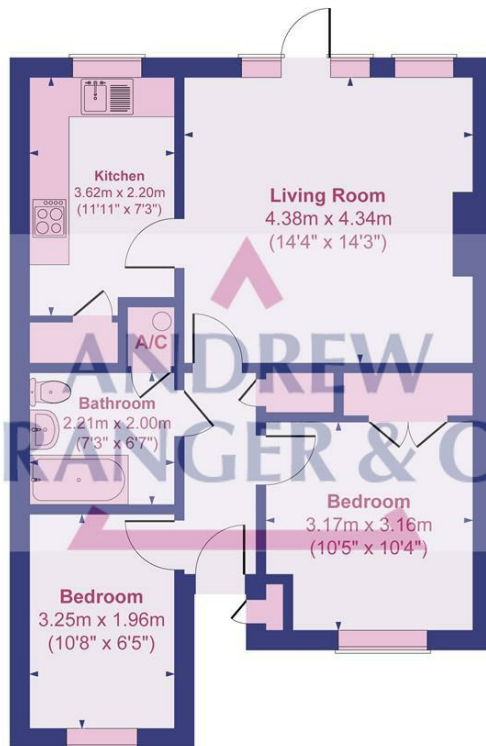 Kitchen
3.62m x 2.20m
(11'11" x 7'3")
Living Room
4.38m x 4.34m
(14'4" x 14'3")
A/C
ANDREW
RANGER & C
Bathroom
2.21m x 2.00m
(7'3" x 6'7")
Bedroom
3.17m x 3.16m
(10'5" x 10'4")
Bedroom
3.25m x 1.96m
(10'8" x 6'5")